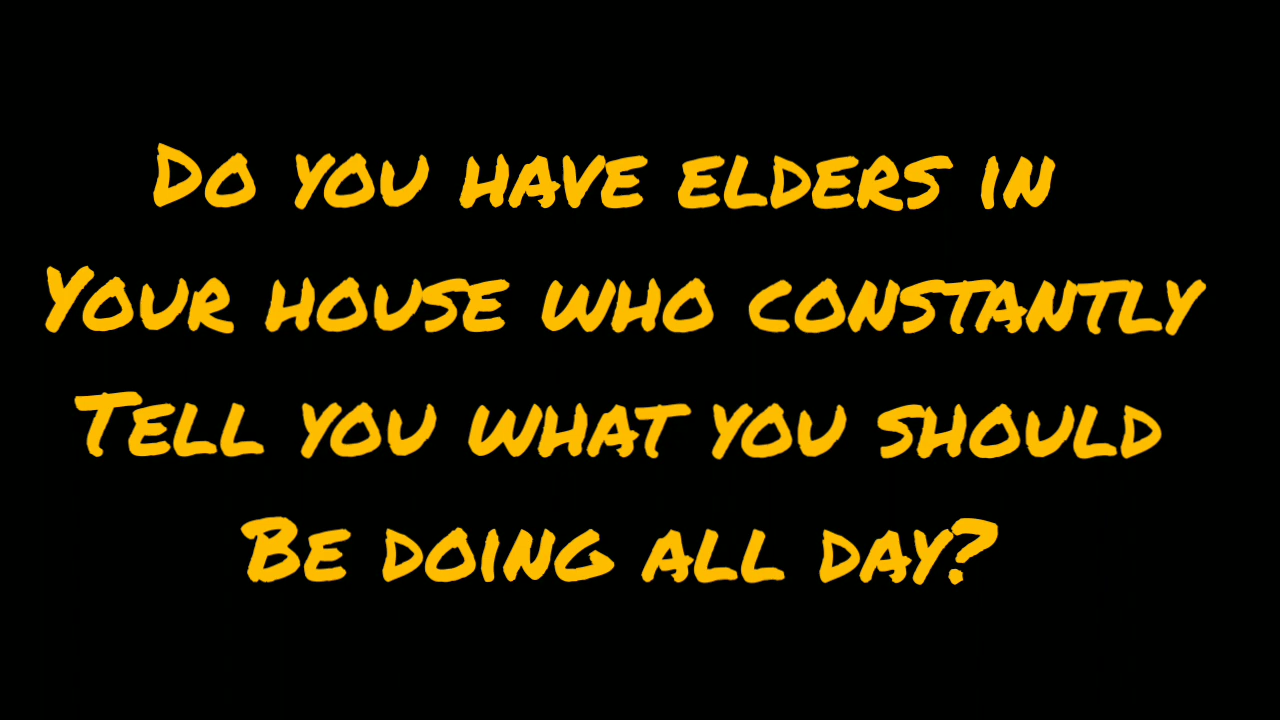 Do you have elders in
Your house who constantly
Tell you what you should
Be doing all day?